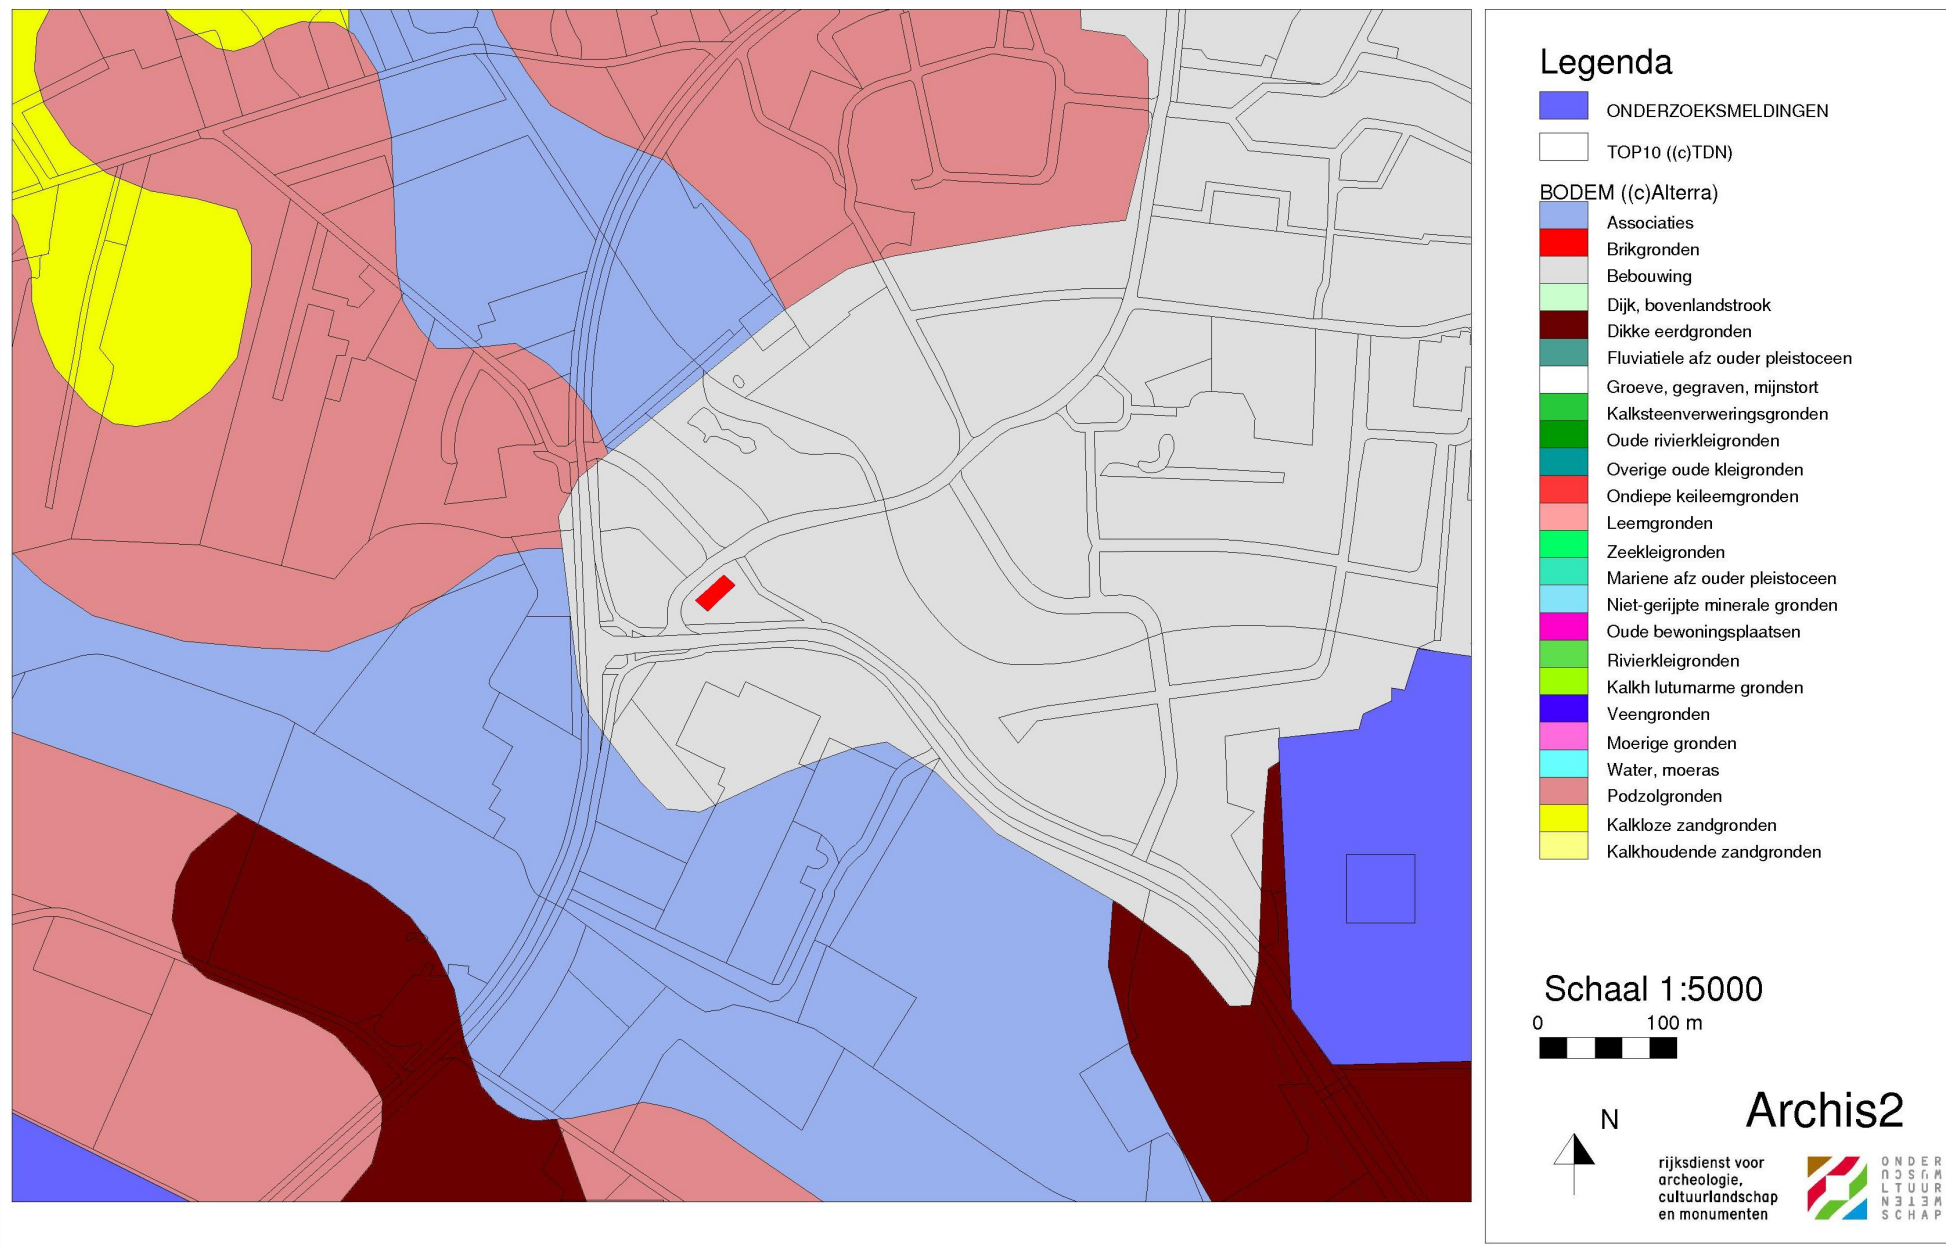 Legenda
ONDERZOEKSMELDINGEN
TOP10 ((c)TDN)
BODEM ((c)Alterra)
Associaties
Brikgronden
Bebouwing
Dijk, bovenlandstrook
Dikke eerdgronden
Fluviatiele afz ouder pleistoceen
Groeve, gegraven, mijnstort
Kalksteenverweringsgronden
Oude rivierkleigronden
Overige oude kleigronden
Ondiepe keileemgronden
Leemgronden
Zeekleigronden
Mariene afz ouder pleistoceen
Niet-gerijpte minerale gronden
Oude bewoningsplaatsen
Rivierkleigronden
Kalkh lutumarme gronden
Veengronden
Moerige gronden
Water, moeras
Podzolgronden
Kalkloze zandgronden
Kalkhoudende zandgronden
Schaal 1:5000
0 100 m
N
Archis2
rijksdienst voor
archeologie,
cultuurlandschap
en monumenten
ONDER
LTUUR
SCHAP